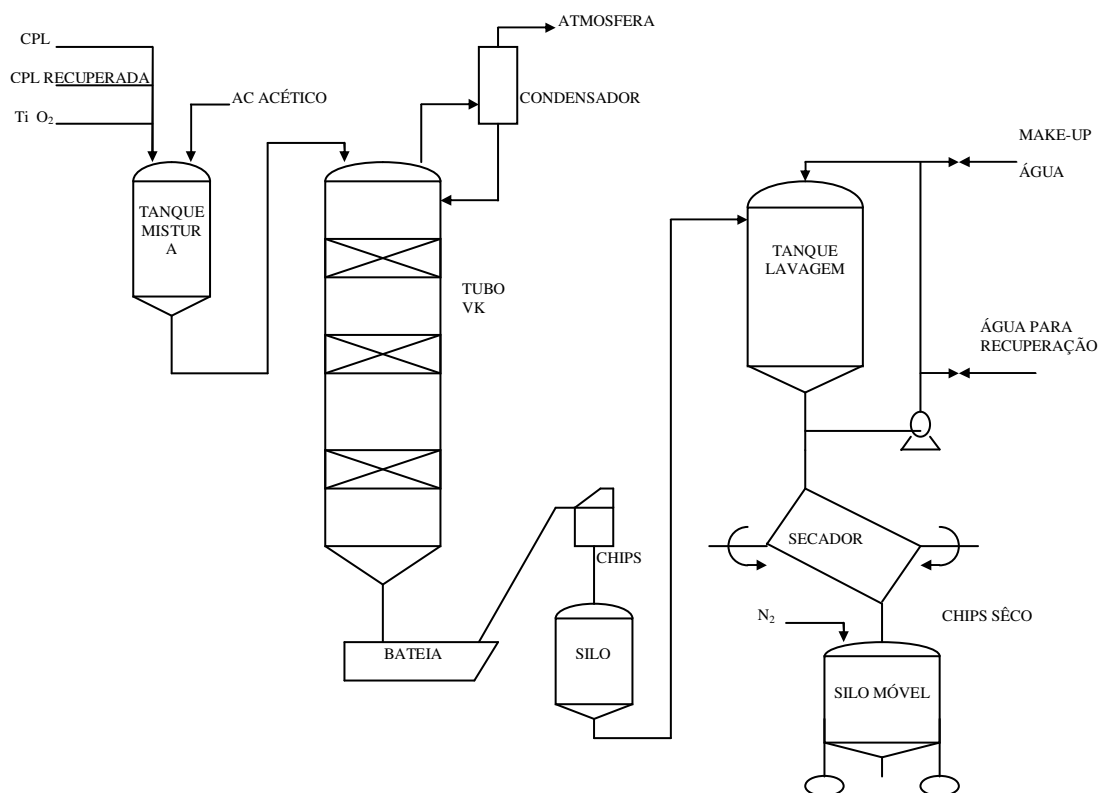 ATMOSFERA
CPL
CPL RECUPERADA
Ti O₂
AC ACÉTICO
CONDENSADOR
MAKE-UP
ÁGUA
TANQUE
MISTUR
A
TANQUE
LAVAGEM
TUBO
VK
ÁGUA PARA
RECUPERAÇÃO
SECADOR
CHIPS
N₂
CHIPS SÊCO
BATEIA
SILO
SILO MÓVEL